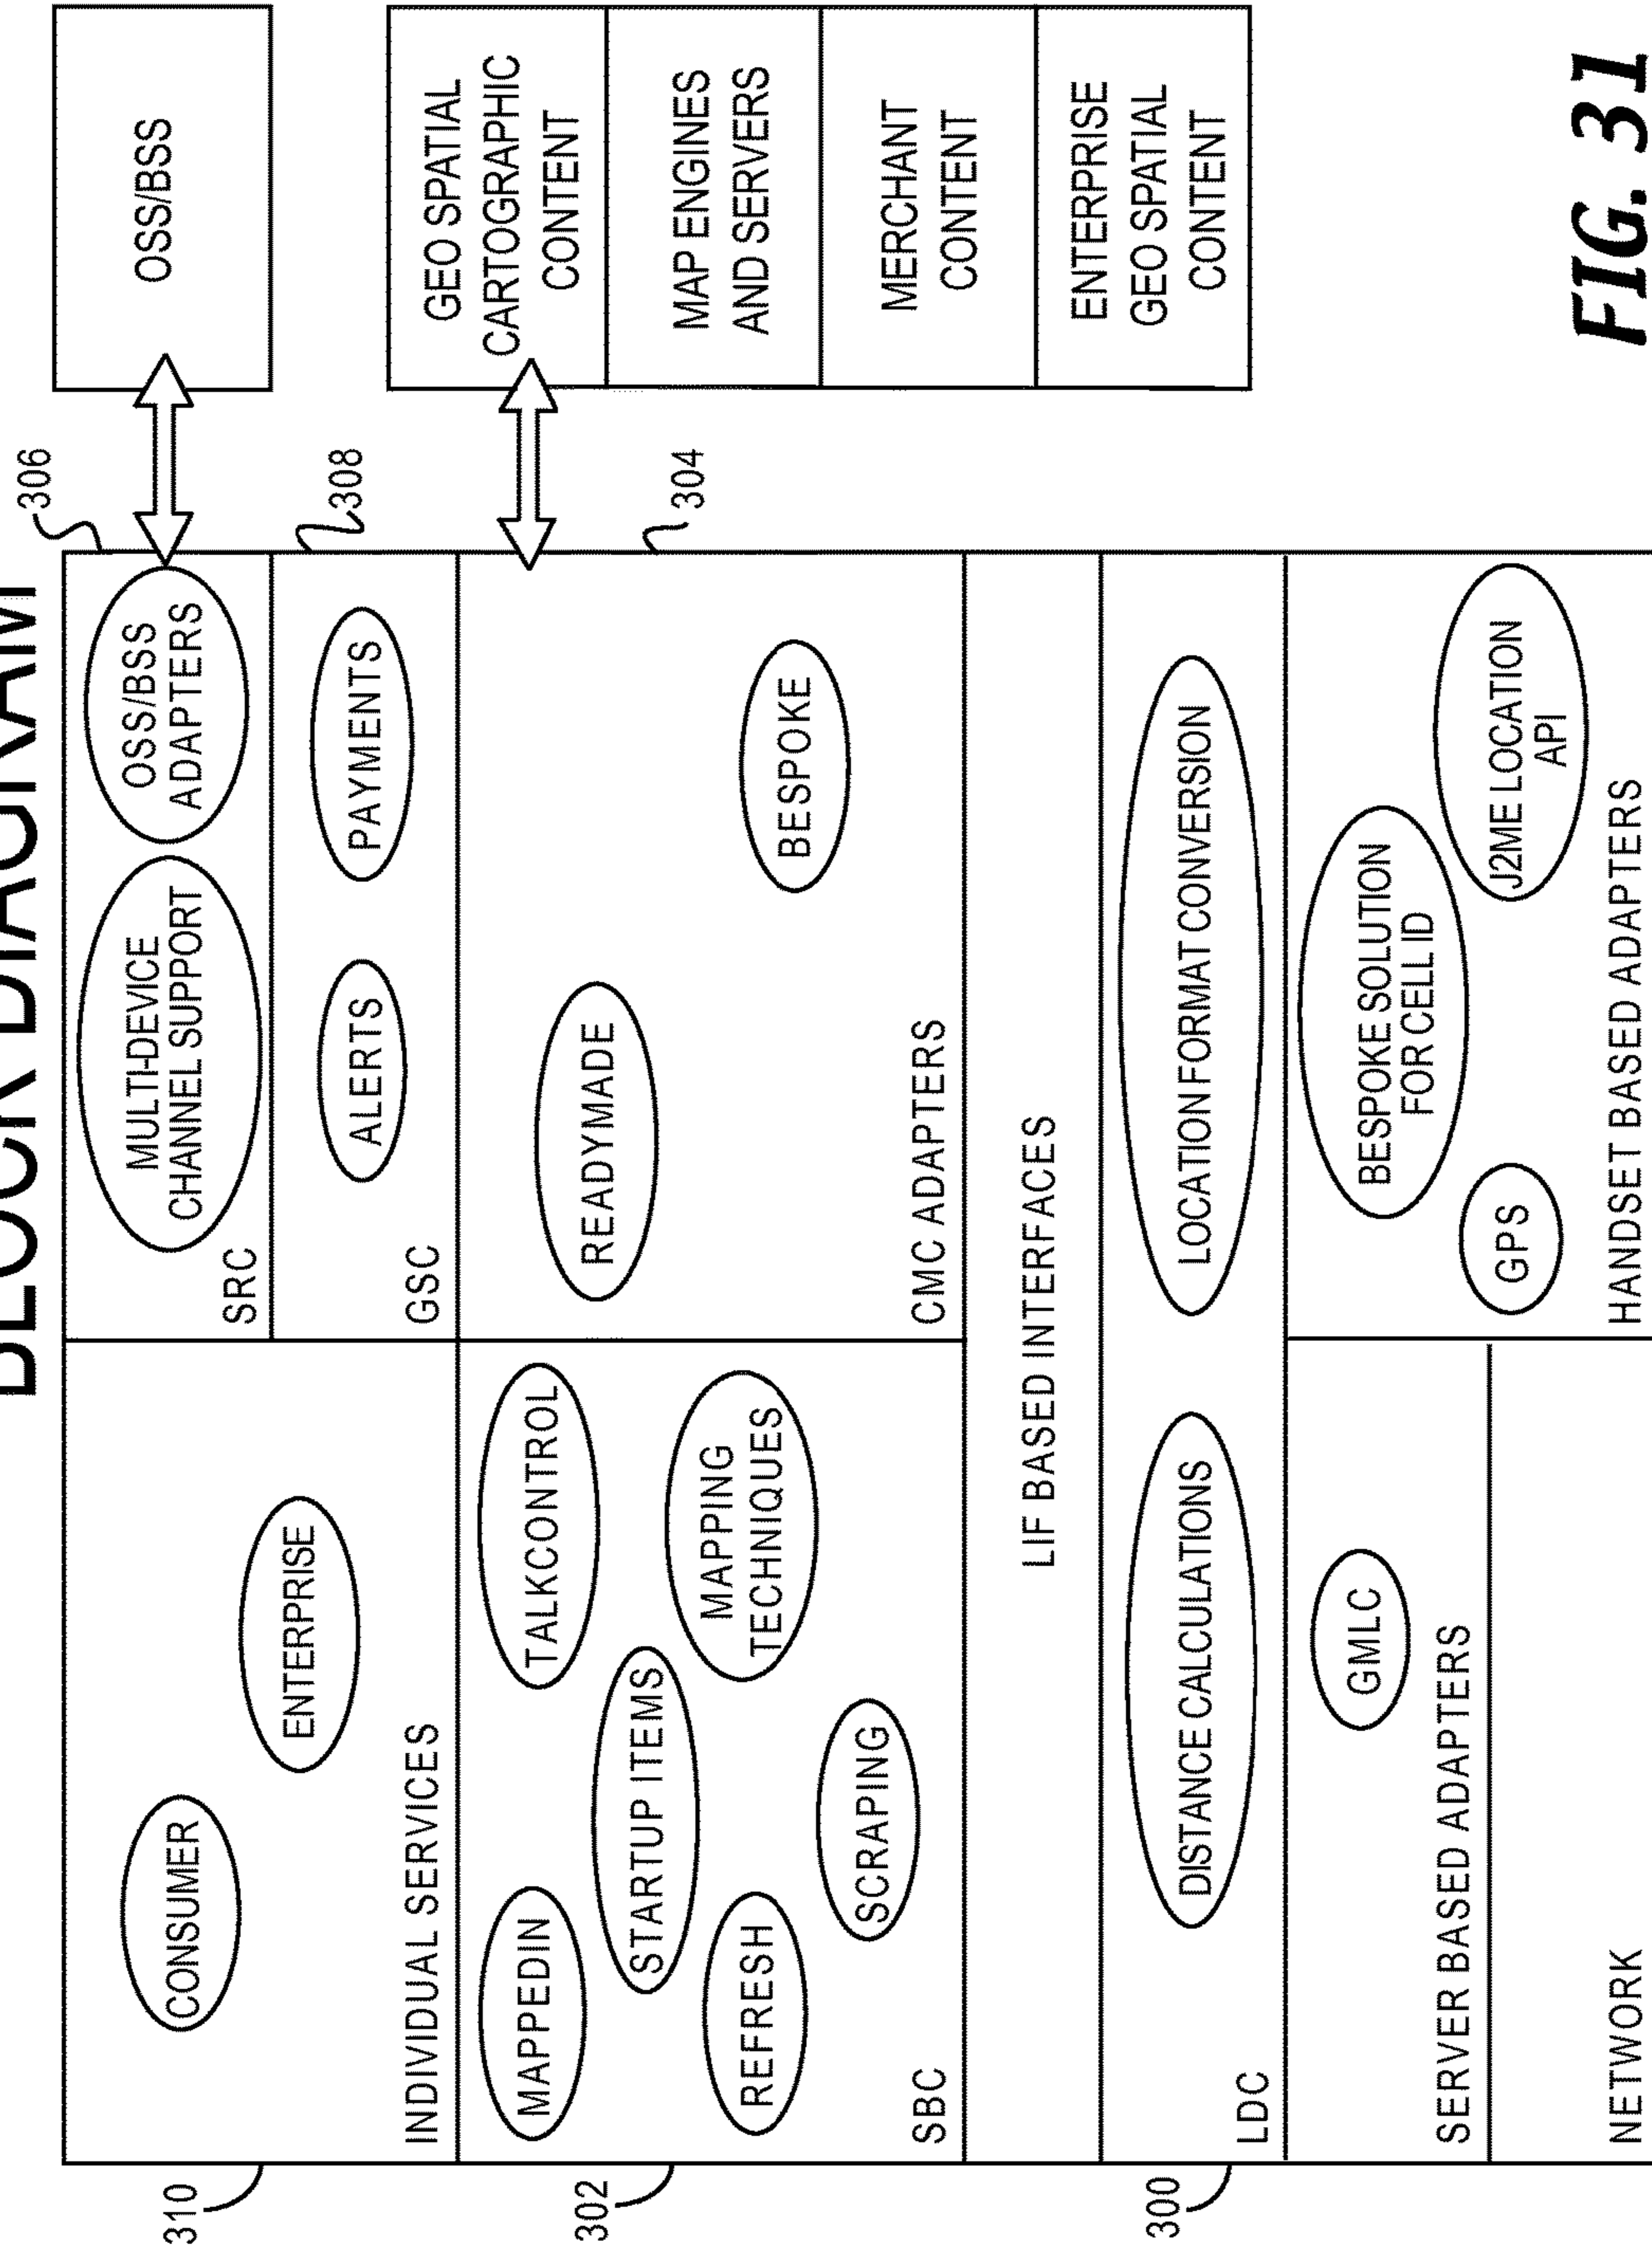 BLOCK DIAGRAM
310
CONSUMER
ENTERPRISE
INDIVIDUAL SERVICES
306
MULTI-DEVICE
CHANNEL SUPPORT
OSS/BSS
ADAPTERS
SRC
OSS/BSS
308
ALERTS
PAYMENTS
GSC
302
MAPPEDIN
TALKCONTROL
STARTUP ITEMS
REFRESH
MAPPING
TECHNIQUES
SCRAPING
SBC
304
READYMADE
BESPOKE
CMC ADAPTERS
GEO SPATIAL
CARTOGRAPHIC
CONTENT
MAP ENGINES
AND SERVERS
MERCHANT
CONTENT
ENTERPRISE
GEO SPATIAL
CONTENT
LIF BASED INTERFACES
300
DISTANCE CALCULATIONS
LOCATION FORMAT CONVERSION
LDC
GMLC
SERVER BASED ADAPTERS
NETWORK
BESPOKE SOLUTION
FOR CELL ID
GPS
J2ME LOCATION
API
HANDSET BASED ADAPTERS
FIG. 31